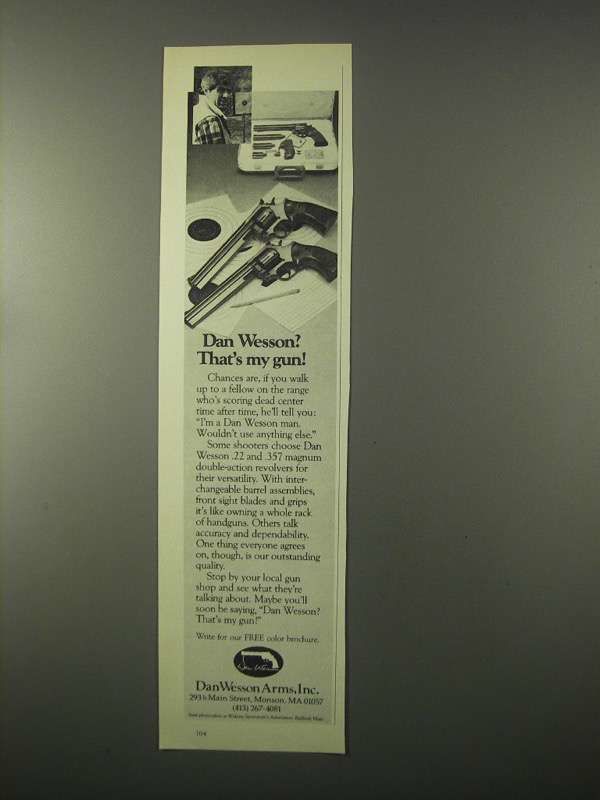 Dan Wesson?
That's my gun!
Chances are, if you walk
up to a fellow on the range
who's scoring dead center
time after time, he'll tell you:
"I'm a Dan Wesson man.
Wouldn't use anything else."
Some shooters choose Dan
Wesson .22 and .357 magnum
double-action revolvers for
their versatility. With inter-
changeable barrel assemblies,
front sight blades and grips
it's like owning a whole rack
of handguns. Others talk
accuracy and dependability.
One thing everyone agrees
on, though, is our outstanding
quality.
Stop by your local gun
shop and see what they're
talking about. Maybe you'll
soon be saying, "Dan Wesson?
That's my gun!"
Write for our FREE color brochure.
Dan Wesson
Dan Wesson Arms, Inc.
293 Main Street, Monson, MA 01057
(413) 267-4081
104